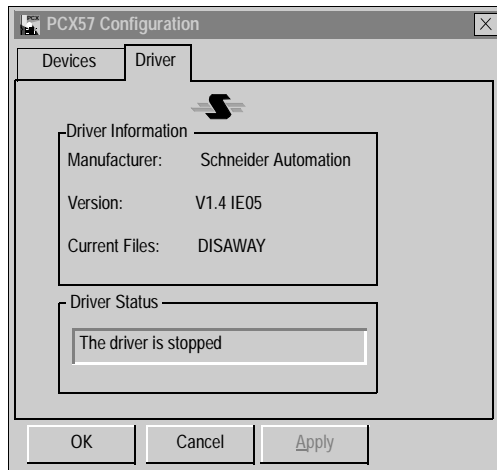 PCX
PCX57 Configuration
Devices Driver
Driver Information
Manufacturer: Schneider Automation
Version: V1.4 IE05
Current Files: DISAWAY
Driver Status
The driver is stopped
OK Cancel Apply